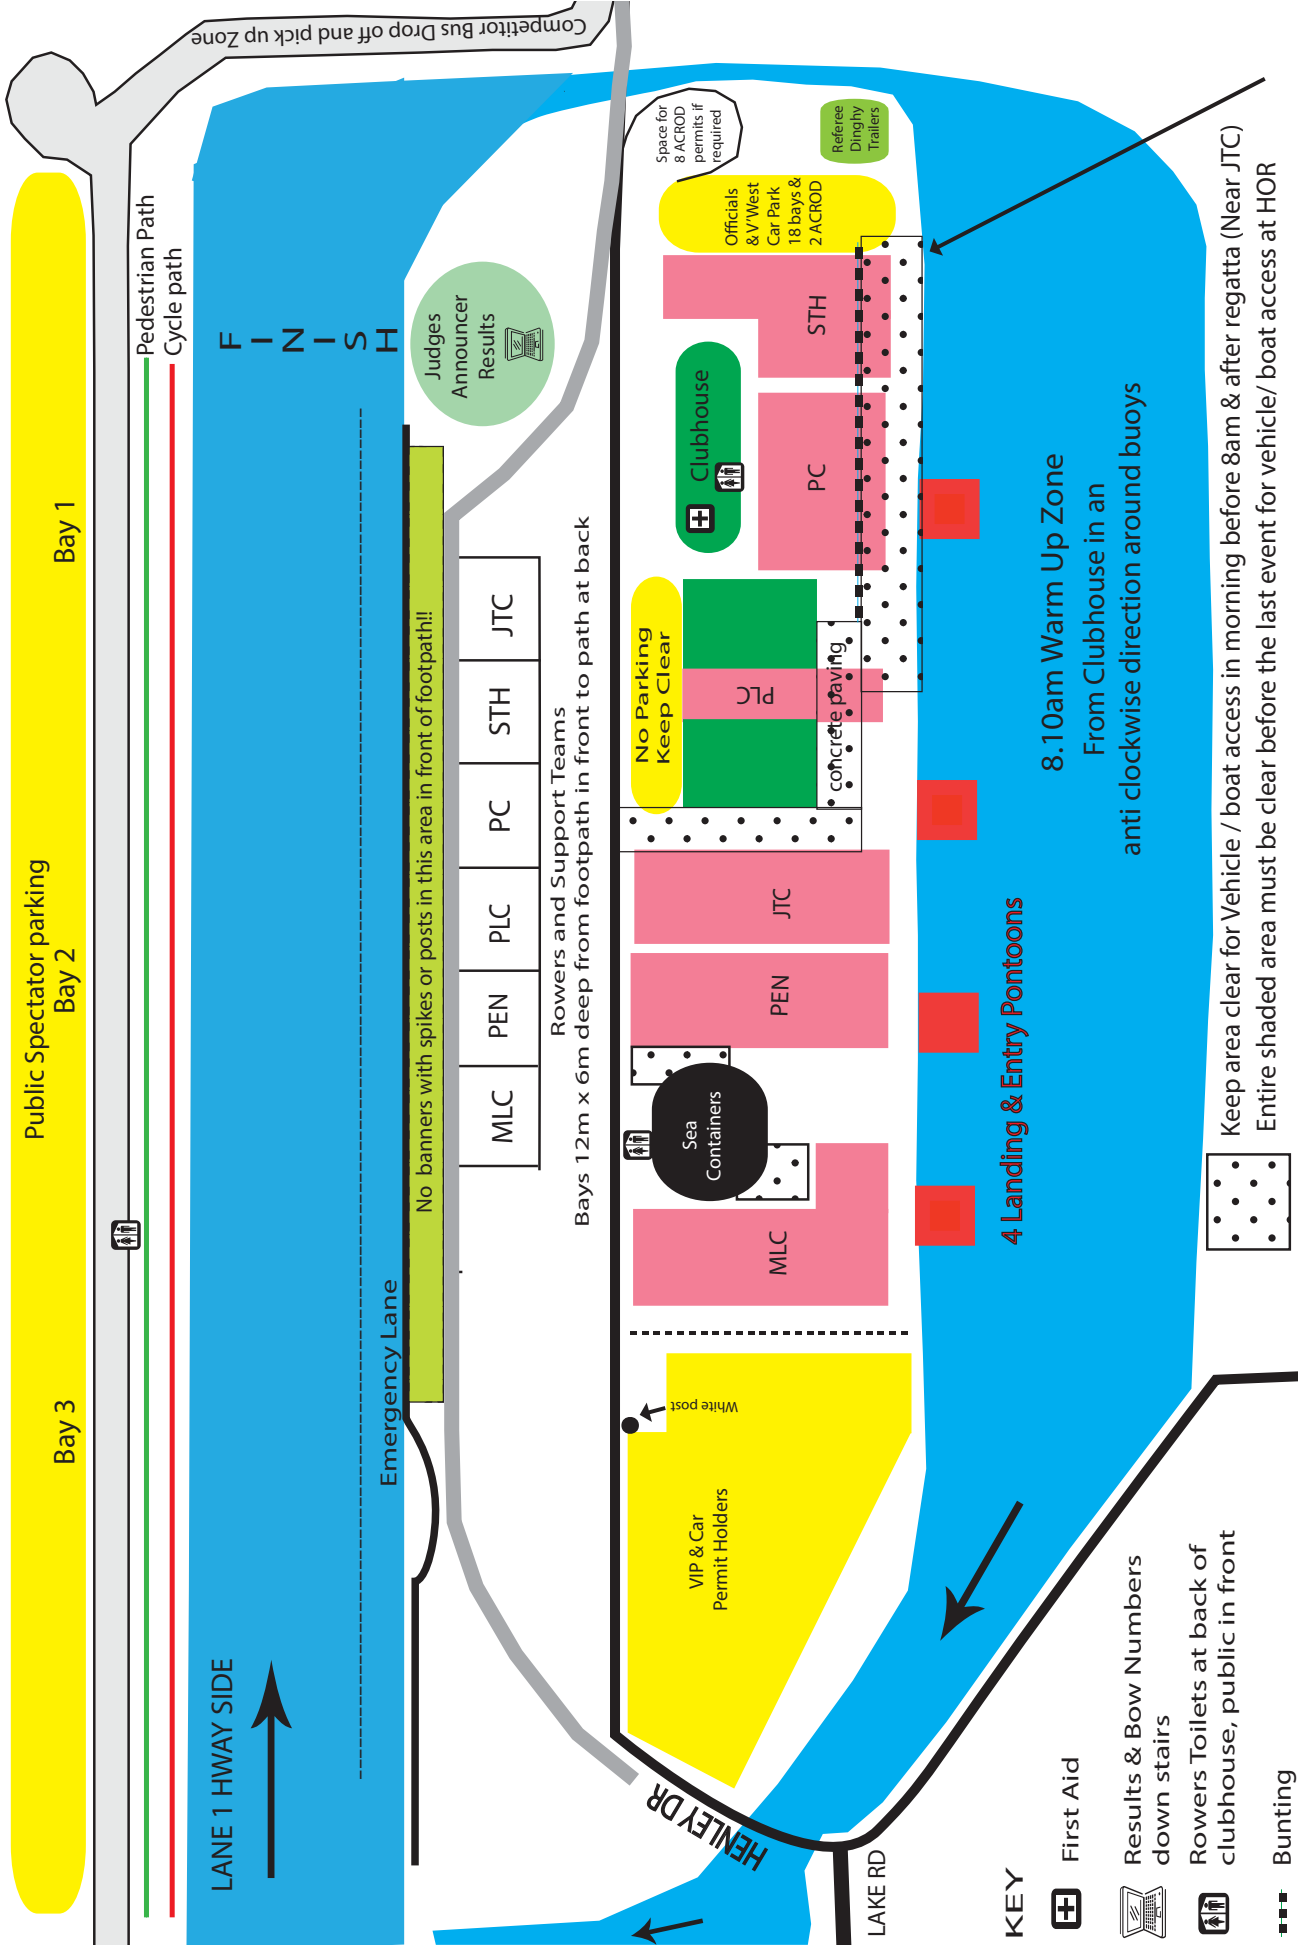 Competitor Bus Drop off and pick up Zone
Public Spectator parking
Bay 3
Bay 2
Bay 1
Pedestrian Path
Cycle path
LANE 1 HWAY SIDE
FINISH
Emergency Lane
No banners with spikes or posts in this area in front of footpath!!
Judges
Announcer
Results
MLC
PEN
PLC
PC
STH
JTC
Rowers and Support Teams
Bays 12m x 6m deep from footpath in front to path at back
White post
VIP & Car
Permit Holders
MLC
Sea
Containers
PEN
JTC
No Parking
Keep Clear
PLC
concrete paving
Clubhouse
PC
STH
Officials
& V'West
Car Park
18 bays &
2 ACROD
Space for
8 ACROD
permits if
required
Referee
Dinghy
Trailers
4 Landing & Entry Pontoons
8.10am Warm Up Zone
From Clubhouse in an
anti clockwise direction around buoys
HENLEY DR
LAKE RD
KEY
First Aid
Results & Bow Numbers
down stairs
Rowers Toilets at back of
clubhouse, public in front
Bunting
Keep area clear for Vehicle / boat access in morning before 8am & after regatta (Near JTC)
Entire shaded area must be clear before the last event for vehicle/ boat access at HOR